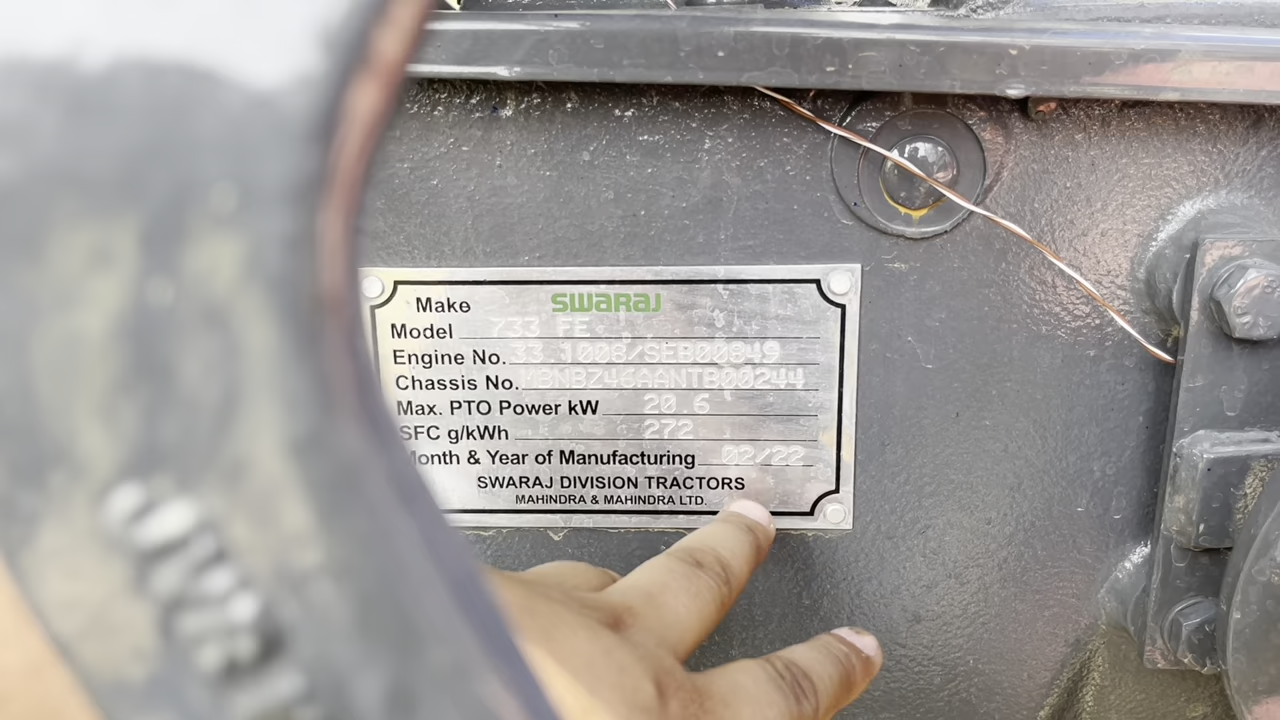 Make SWARAJ
Model 733 FE
Engine No. 33.1008/SEB00849
Chassis No. MBNBZ46AANTB00244
Max. PTO Power kW 20.6
SFC g/kWh 272
Month & Year of Manufacturing 02/22
SWARAJ DIVISION TRACTORS
MAHINDRA & MAHINDRA LTD.